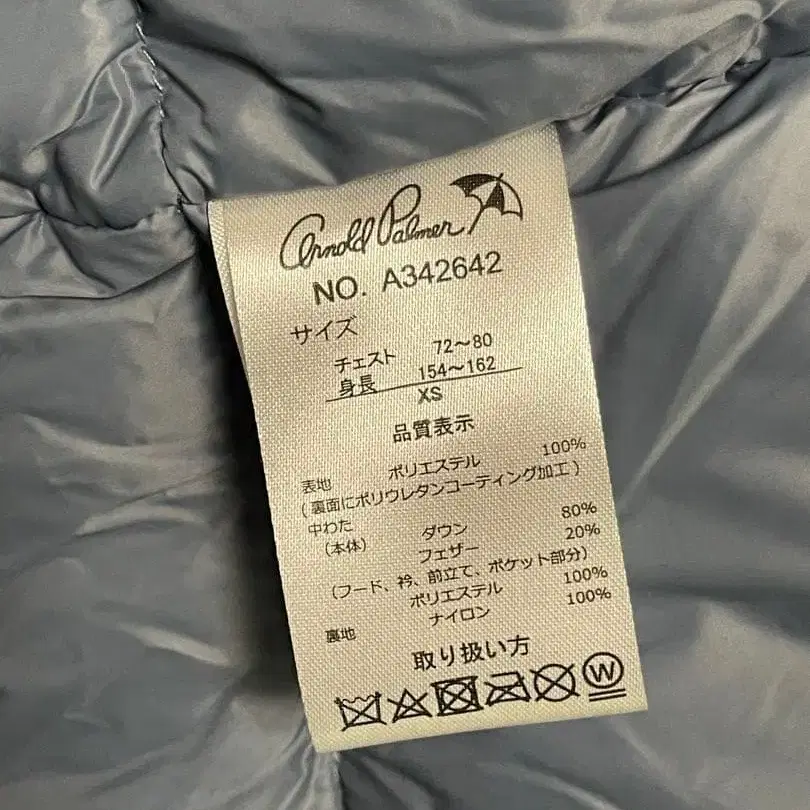 Arnold Palmer
NO. A342642
サイズ
チェスト 72～80
身長 154～162
XS
品質表示
表地 ポリエステル 100%
(裏面にポリウレタンコーティング加工)
中わた
(本体) ダウン 80%
フェザー 20%
(フード、衿、前立て、ポケット部分)
ポリエステル 100%
裏地 ナイロン 100%
取り扱い方
W